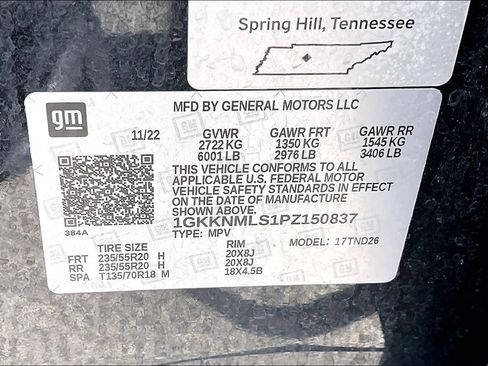 Spring Hill, Tennessee
gm
MFD BY GENERAL MOTORS LLC
11/22 GVWR GAWR FRT GAWR RR
2722 KG 1350 KG 1545 KG
6001 LB 2976 LB 3406 LB
THIS VEHICLE CONFORMS TO ALL
APPLICABLE U.S. FEDERAL MOTOR
VEHICLE SAFETY STANDARDS IN EFFECT
ON THE DATE OF MANUFACTURE
SHOWN ABOVE.
1GKKNMLS1PZ150837
384A TYPE: MPV MODEL: 17TND26
TIRE SIZE RIM
FRT 235/55R20 H 20X8J
RR 235/55R20 H 20X8J
SPA T135/70R18 M 18X4.5B